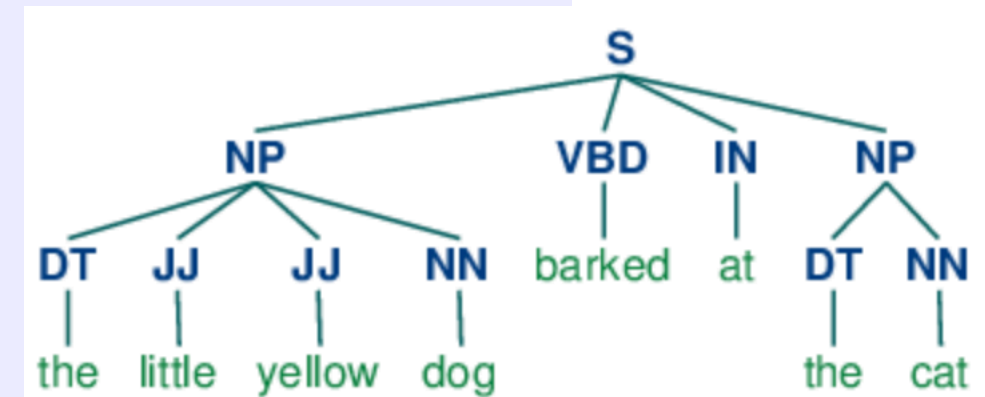 S
NP VBD IN NP
DT JJ JJ NN barked at DT NN
the little yellow dog the cat